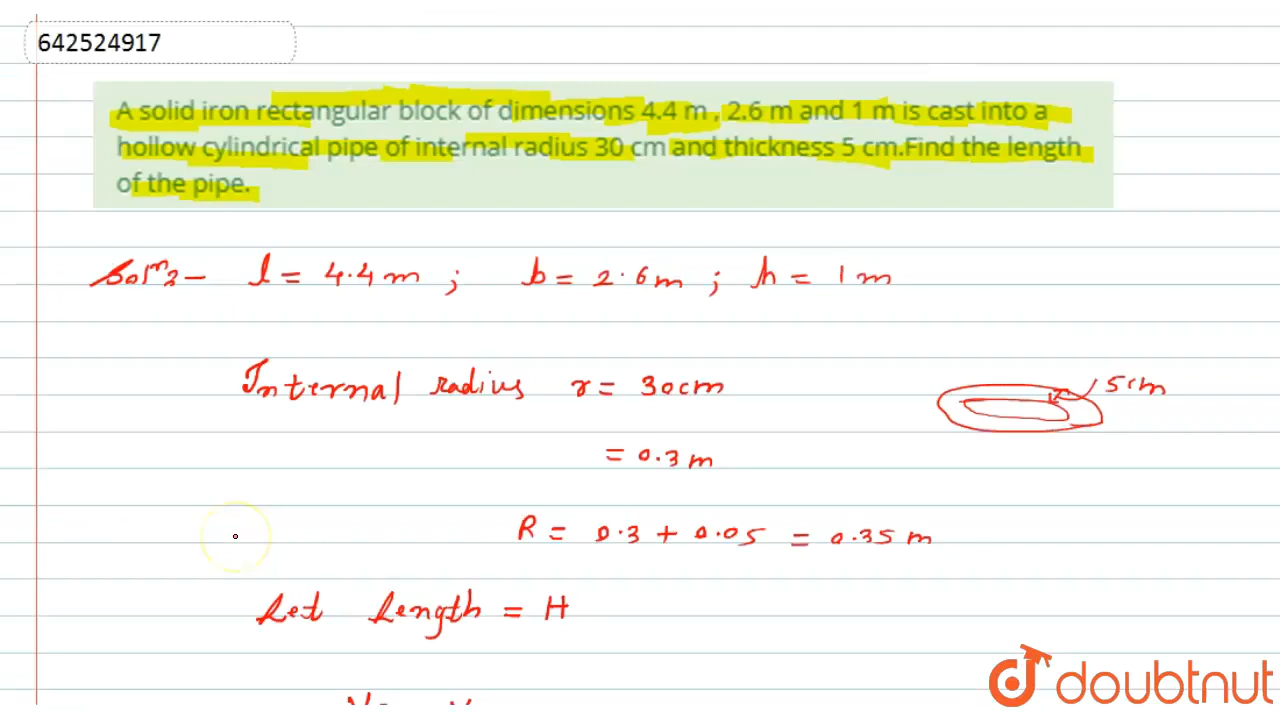 642524917
A solid iron rectangular block of dimensions 4.4 m , 2.6 m and 1 m is cast into a
hollow cylindrical pipe of internal radius 30 cm and thickness 5 cm.Find the length
of the pipe.
l = 4.4 m ; b = 2.6 m ; h = 1 m
Internal radius r = 30 cm
5 cm
= 0.3 m
R = 0.3 + 0.05 = 0.35 m
Let length = H
doubtnut